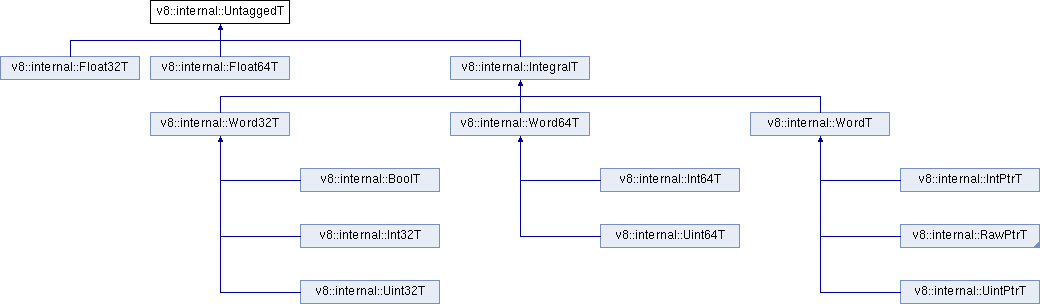 v8::internal::UntaggedT
v8::internal::Float32T
v8::internal::Float64T
v8::internal::IntegralT
v8::internal::Word32T
v8::internal::Word64T
v8::internal::WordT
v8::internal::BoolT
v8::internal::Int64T
v8::internal::IntPtrT
v8::internal::Int32T
v8::internal::Uint64T
v8::internal::RawPtrT
v8::internal::Uint32T
v8::internal::UintPtrT